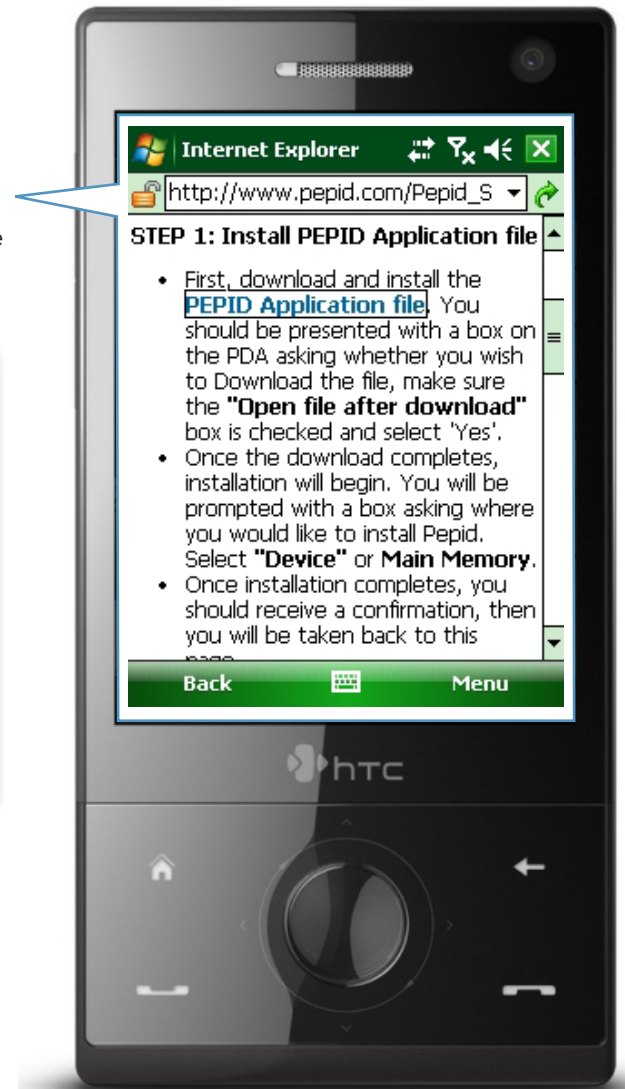 Internet Explorer
http://www.pepid.com/Pepid_S
STEP 1: Install PEPID Application file
• First, download and install the
PEPID Application file. You
should be presented with a box on
the PDA asking whether you wish
to Download the file, make sure
the "Open file after download"
box is checked and select 'Yes'.
• Once the download completes,
installation will begin. You will be
prompted with a box asking where
you would like to install Pepid.
Select "Device" or Main Memory.
• Once installation completes, you
should receive a confirmation, then
you will be taken back to this
page
Back Menu
hTC